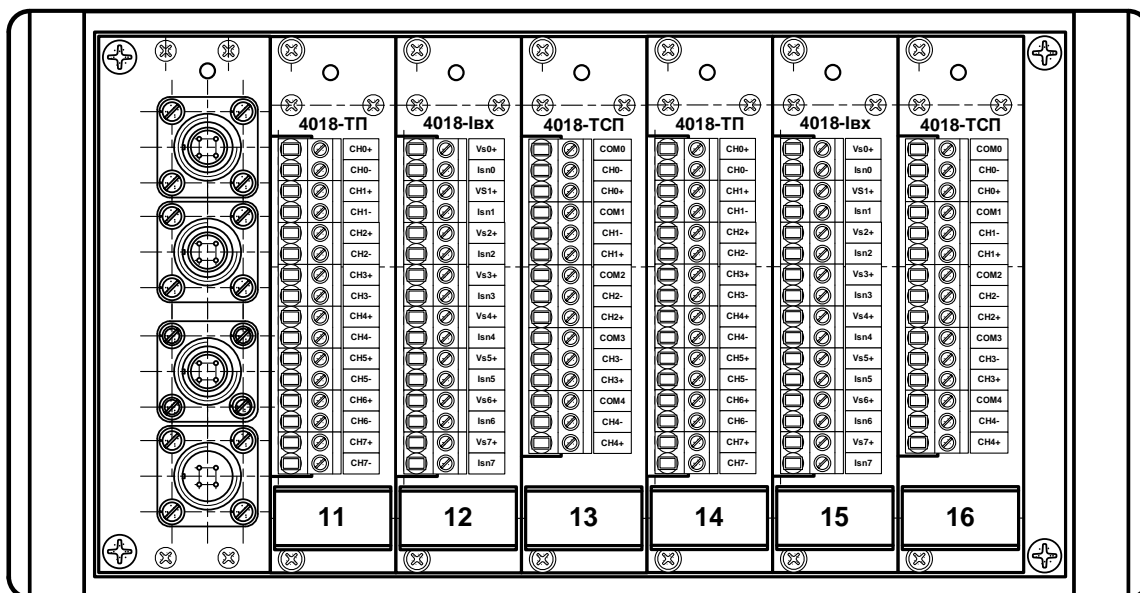 4018-ТП
CH0+
CH0-
CH1+
CH1-
CH2+
CH2-
CH3+
CH3-
CH4+
CH4-
CH5+
CH5-
CH6+
CH6-
CH7+
CH7-
11
4018-Iвх
Vs0+
Isn0
VS1+
Isn1
Vs2+
Isn2
Vs3+
Isn3
Vs4+
Isn4
Vs5+
Isn5
Vs6+
Isn6
Vs7+
Isn7
12
4018-ТСП
COM0
CH0-
CH0+
COM1
CH1-
CH1+
COM2
CH2-
CH2+
COM3
CH3-
CH3+
COM4
CH4-
CH4+
13
4018-ТП
CH0+
CH0-
CH1+
CH1-
CH2+
CH2-
CH3+
CH3-
CH4+
CH4-
CH5+
CH5-
CH6+
CH6-
CH7+
CH7-
14
4018-Iвх
Vs0+
Isn0
VS1+
Isn1
Vs2+
Isn2
Vs3+
Isn3
Vs4+
Isn4
Vs5+
Isn5
Vs6+
Isn6
Vs7+
Isn7
15
4018-ТСП
COM0
CH0-
CH0+
COM1
CH1-
CH1+
COM2
CH2-
CH2+
COM3
CH3-
CH3+
COM4
CH4-
CH4+
16